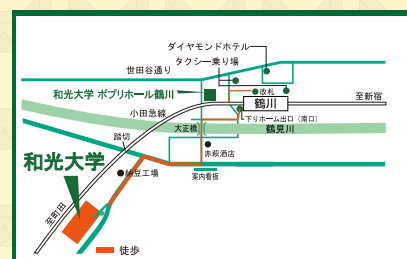 ダイヤモンドホテル
タクシー乗り場
世田谷通り
和光大学 ポプリホール鶴川
改札
鶴川
至新宿
小田急線
下りホーム出口（南口）
大正橋
鶴見川
踏切
赤萩酒店
和光大学
納豆工場
案内看板
至町田
徒歩